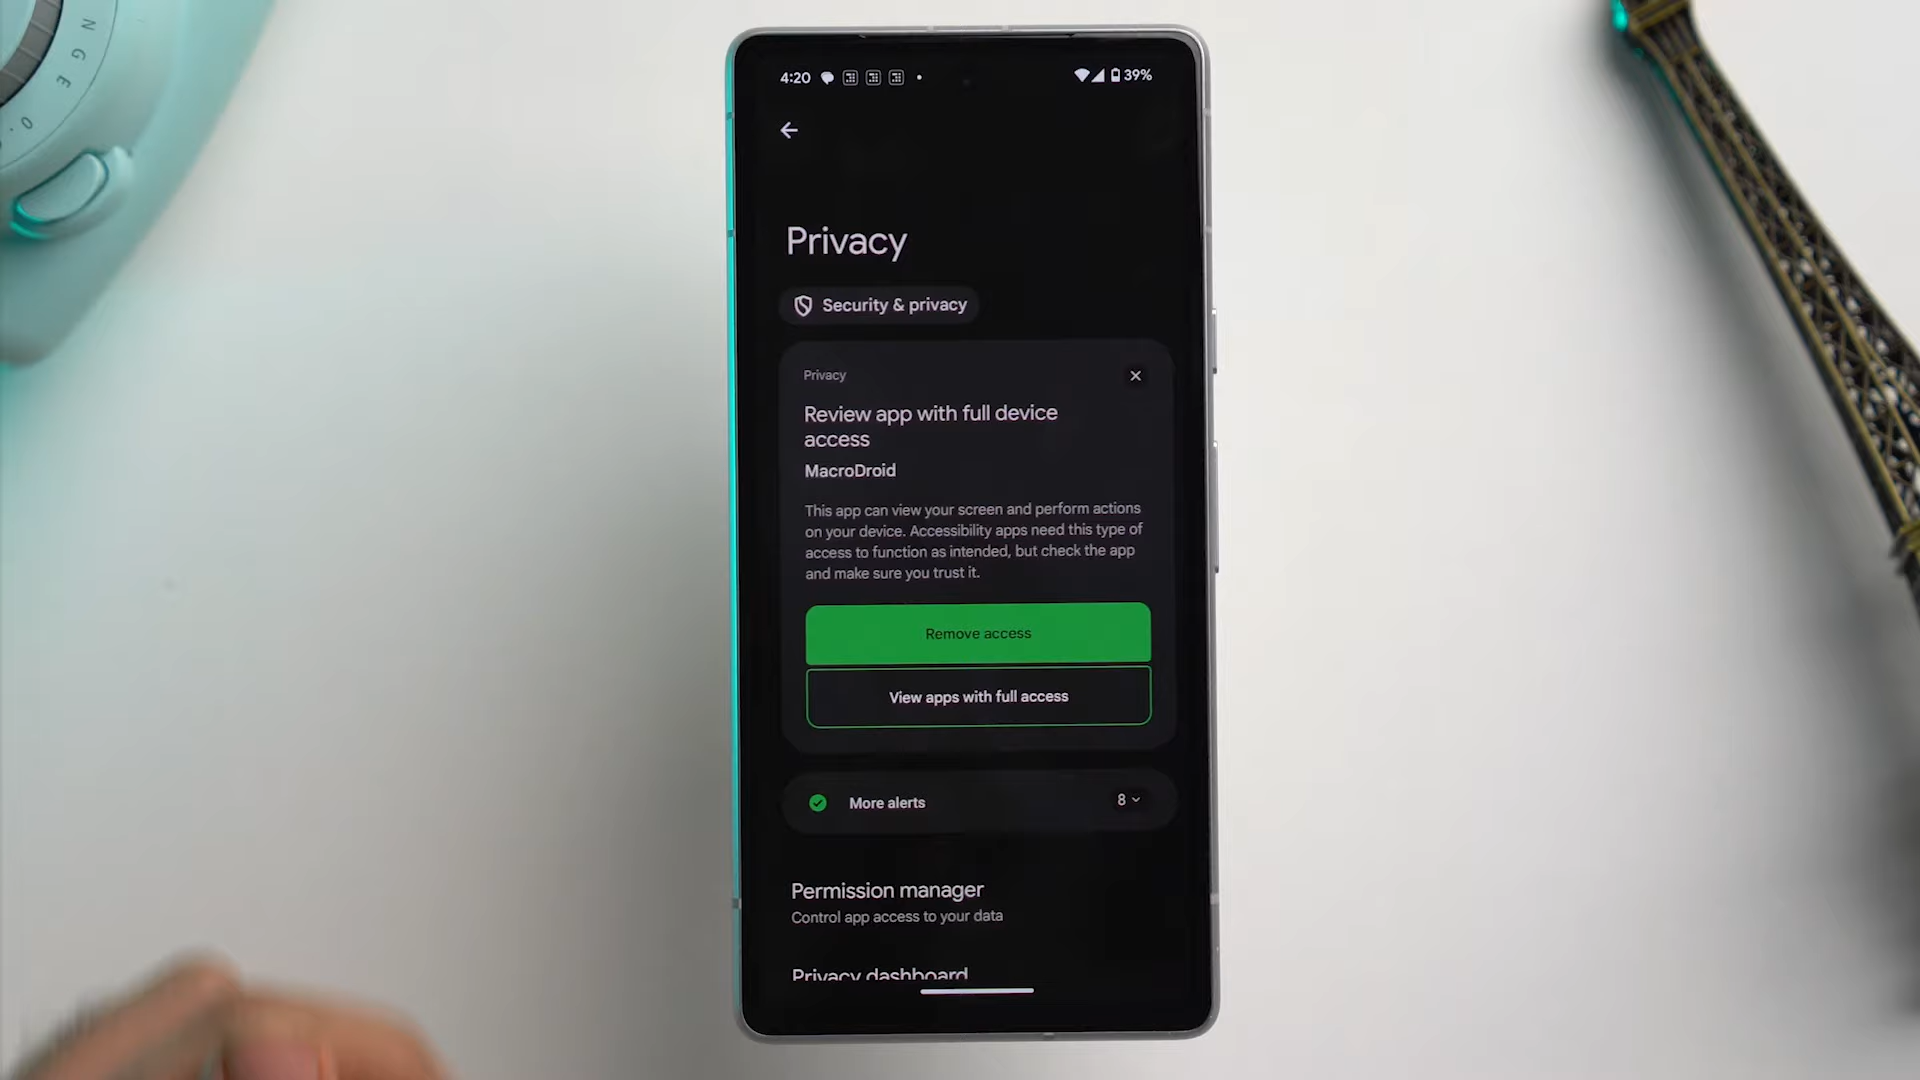 N G E
0.
4:20
39%
Privacy
Security & privacy
Privacy
Review app with full device
access
MacroDroid
This app can view your screen and perform actions
on your device. Accessibility apps need this type of
access to function as intended, but check the app
and make sure you trust it.
Remove access
View apps with full access
More alerts
8
Permission manager
Control app access to your data
Privacy dashboard